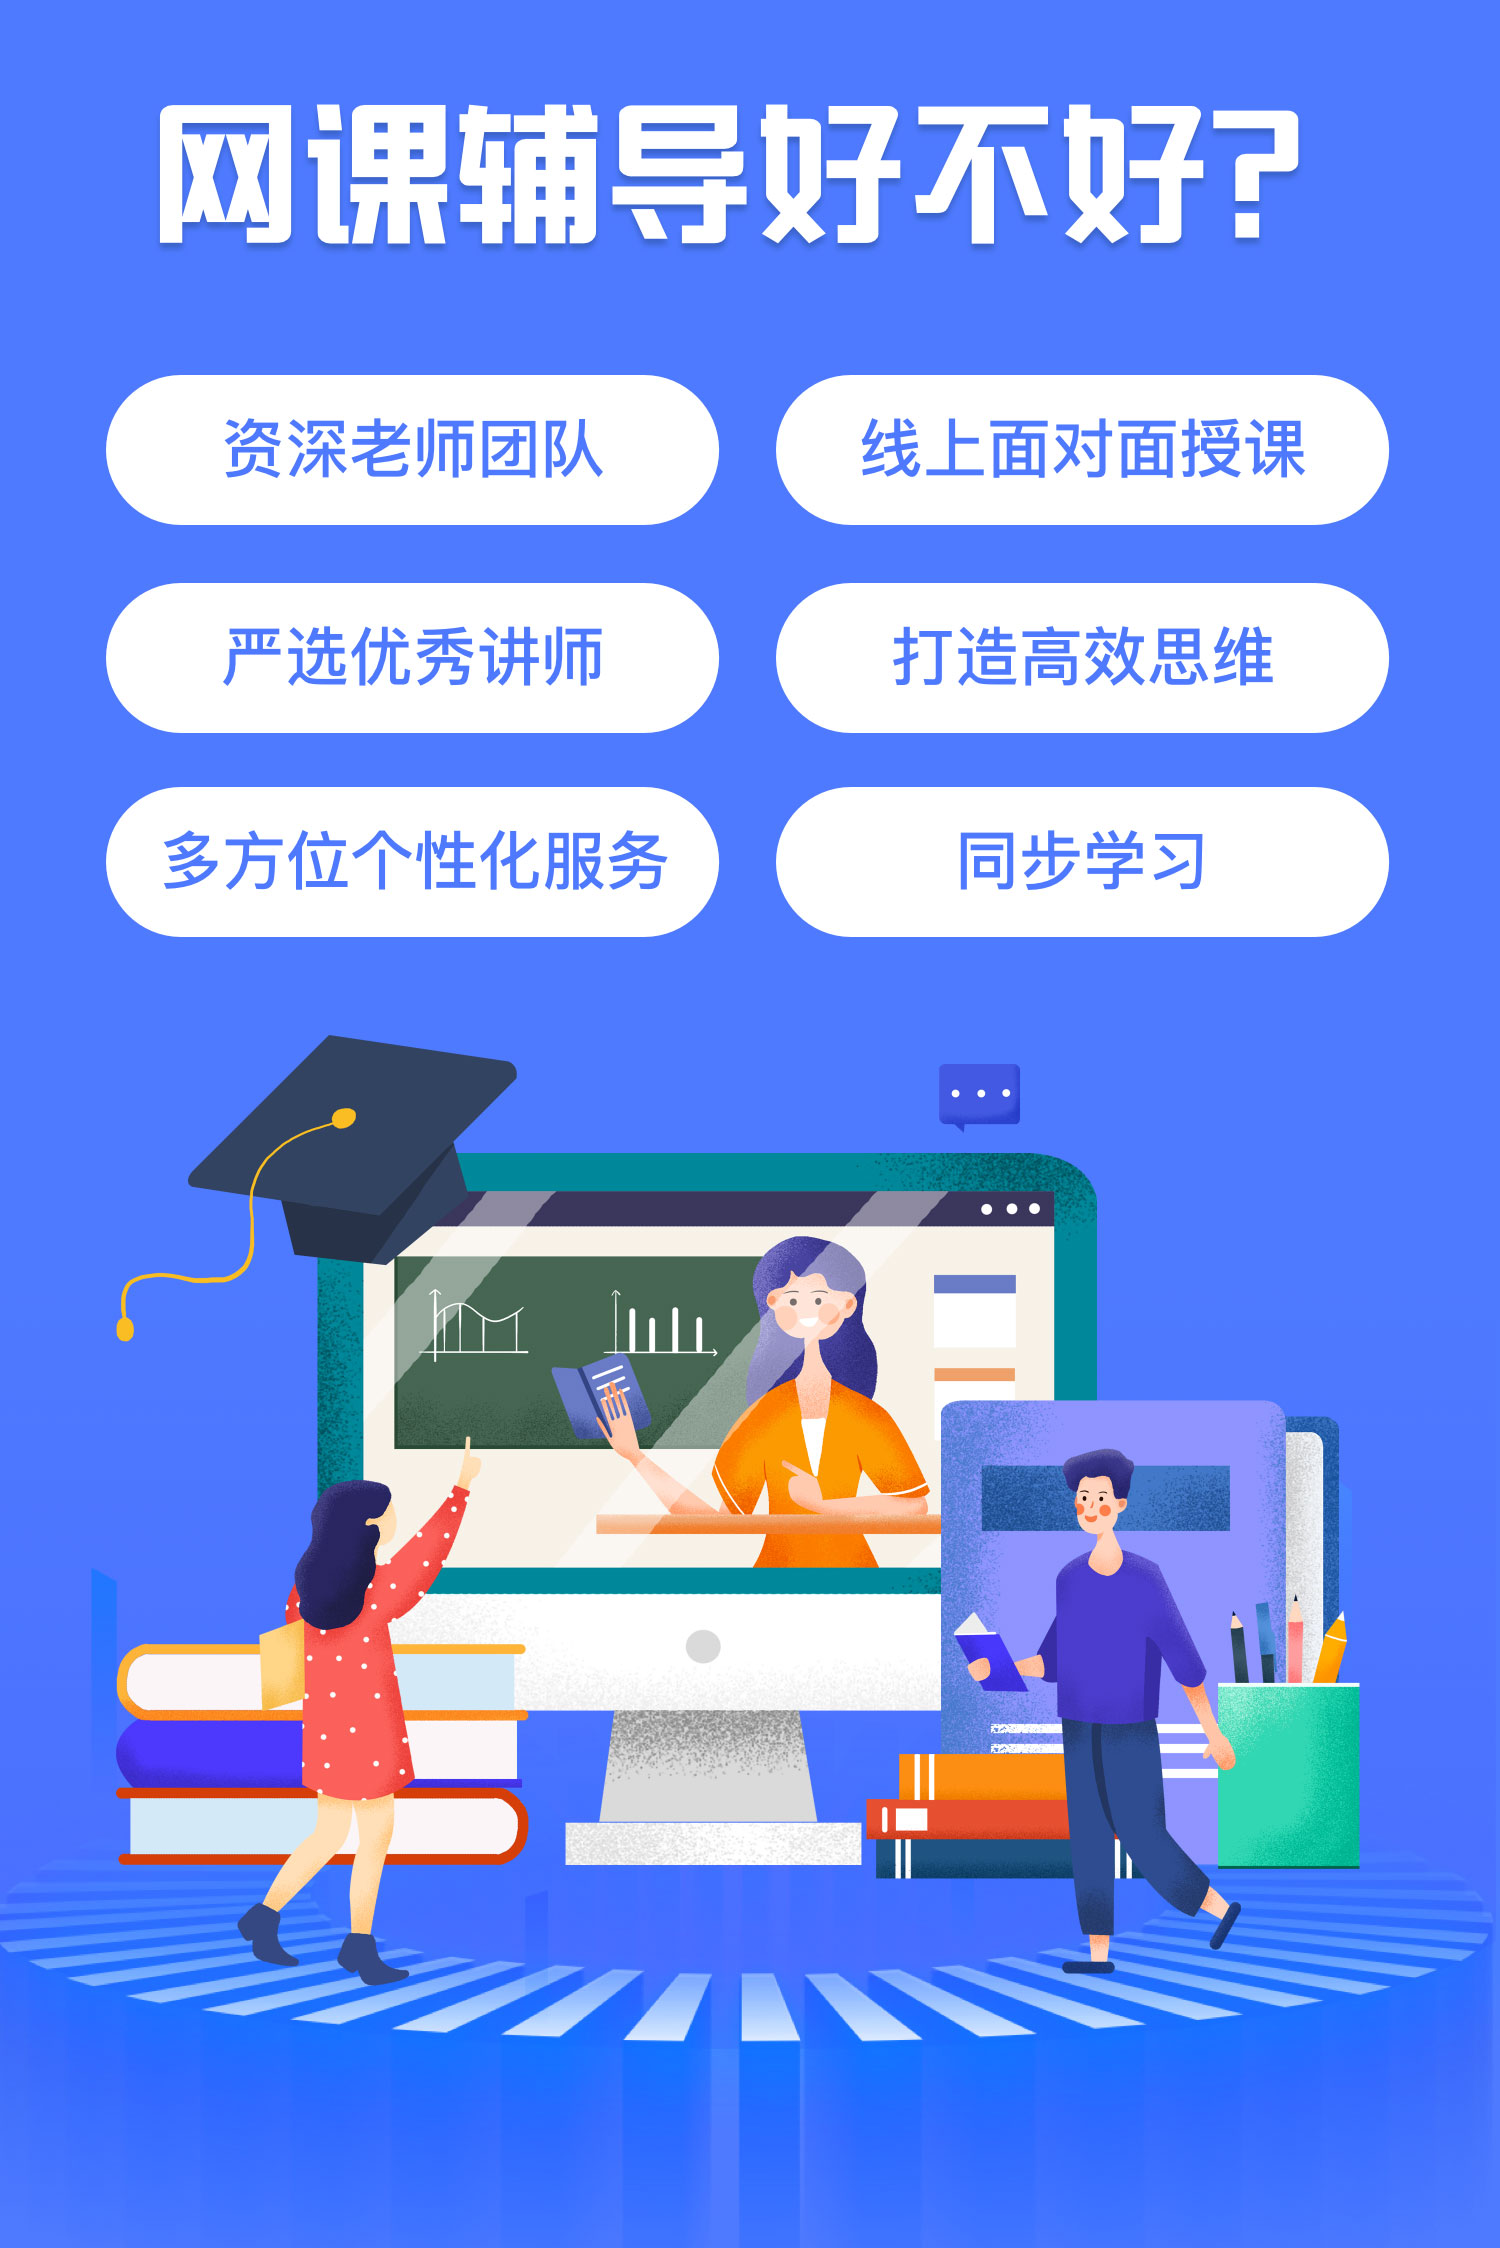 网课辅导好不好?
资深老师团队
线上面对面授课
严选优秀讲师
打造高效思维
多方位个性化服务
同步学习